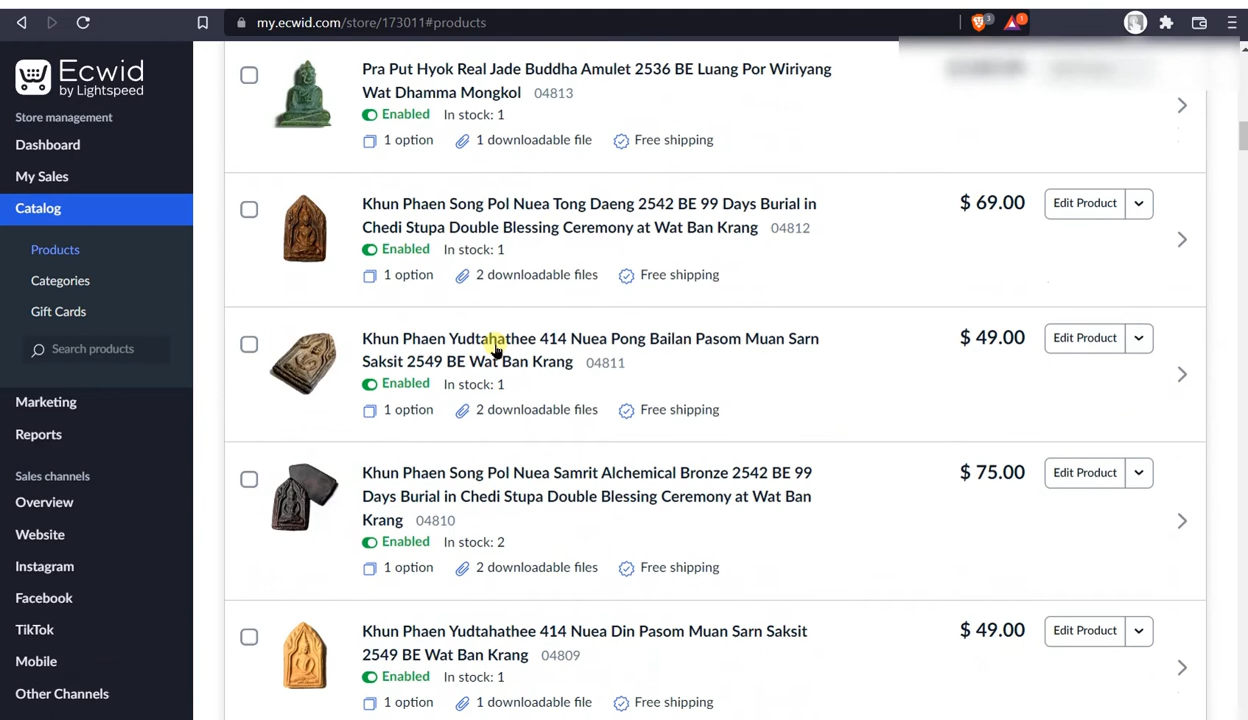 my.ecwid.com/store/173011#products
3
1
Ecwid
by Lightspeed
Store management
Dashboard
My Sales
Catalog
Products
Categories
Gift Cards
Search products
Marketing
Reports
Sales channels
Overview
Website
Instagram
Facebook
TikTok
Mobile
Other Channels
Pra Put Hyok Real Jade Buddha Amulet 2536 BE Luang Por Wiriyang
Wat Dhamma Mongkol 04813
Enabled In stock: 1
1 option 1 downloadable file Free shipping
Khun Phaen Song Pol Nuea Tong Daeng 2542 BE 99 Days Burial in
Chedi Stupa Double Blessing Ceremony at Wat Ban Krang 04812
Enabled In stock: 1
1 option 2 downloadable files Free shipping
$ 69.00 Edit Product
Khun Phaen Yudtahathee 414 Nuea Pong Bailan Pasom Muan Sarn
Saksit 2549 BE Wat Ban Krang 04811
Enabled In stock: 1
1 option 2 downloadable files Free shipping
$ 49.00 Edit Product
Khun Phaen Song Pol Nuea Samrit Alchemical Bronze 2542 BE 99
Days Burial in Chedi Stupa Double Blessing Ceremony at Wat Ban
Krang 04810
Enabled In stock: 2
1 option 2 downloadable files Free shipping
$ 75.00 Edit Product
Khun Phaen Yudtahathee 414 Nuea Din Pasom Muan Sarn Saksit
2549 BE Wat Ban Krang 04809
Enabled In stock: 1
1 option 1 downloadable file Free shipping
$ 49.00 Edit Product